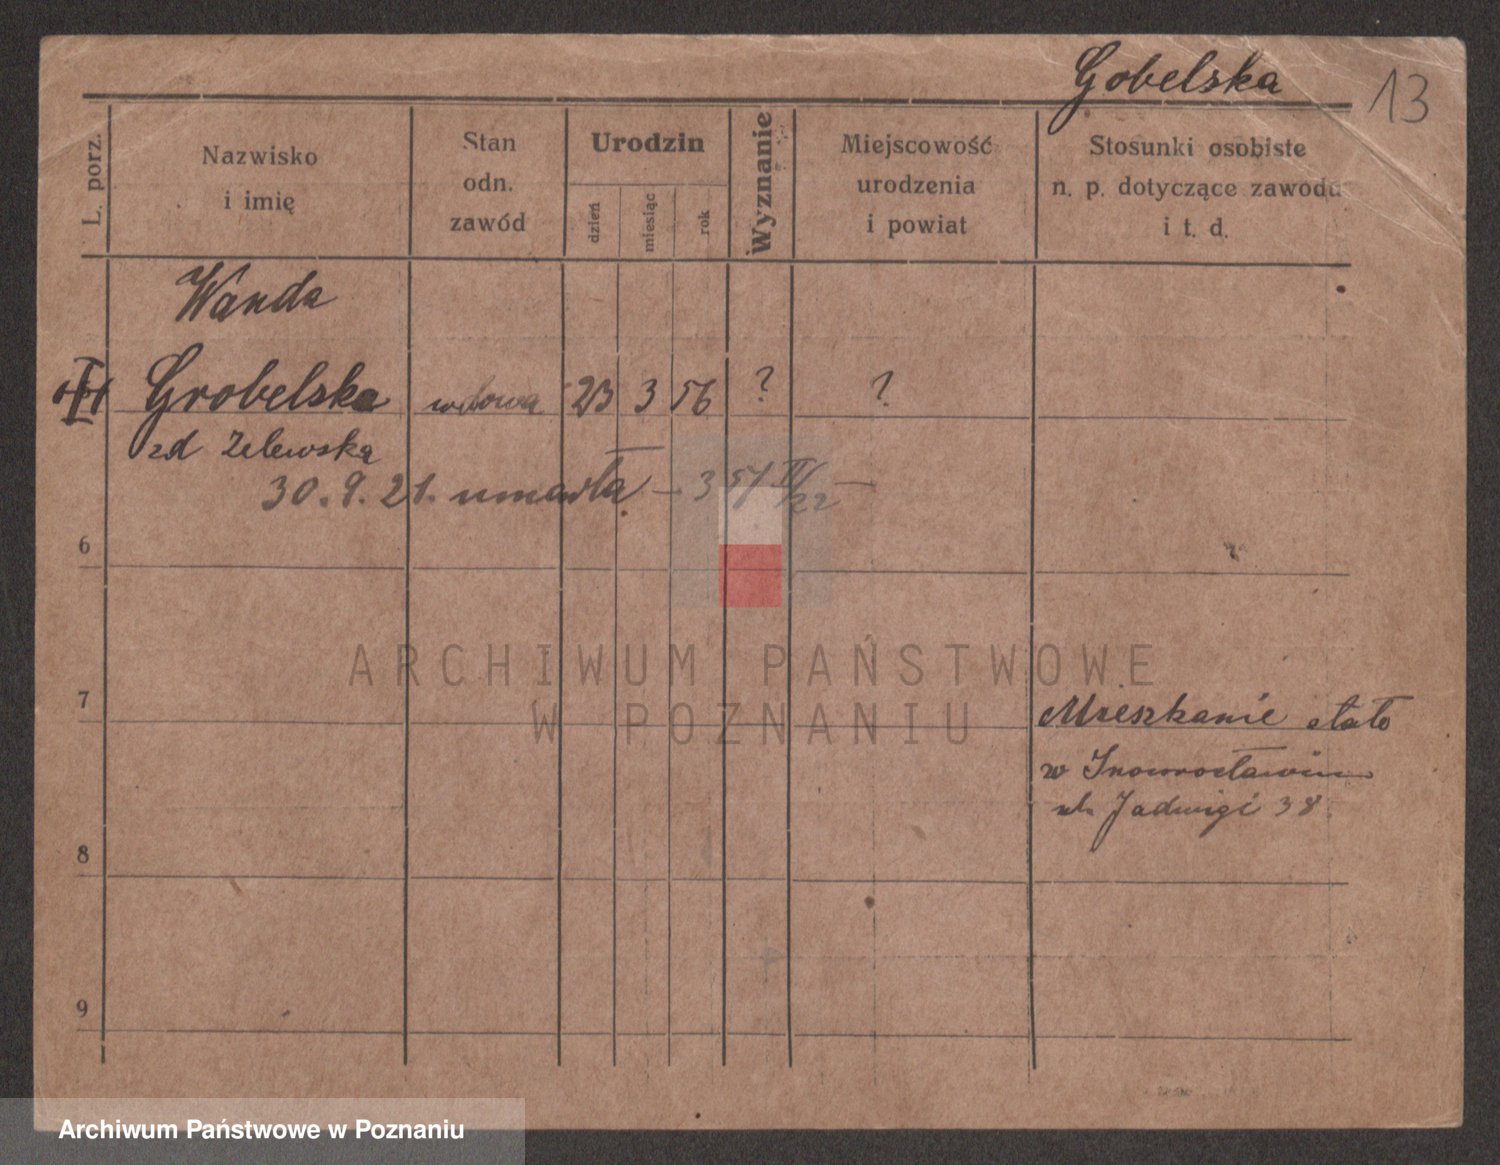 Gobelska
13
L. porz.
Nazwisko
i imię
Stan
odn.
zawód
Urodzin
dzień
miesiąc
rok
Wyznanie
Miejscowość
urodzenia
i powiat
Stosunki osobiste
n. p. dotyczące zawodu
i t. d.
Wanda
Grobelska wdowa 23 3 56 ? ?
zd Zelewska
30. 9. 21. umarła – 3
6
ARCHIWUM PAŃSTWOWE
W POZNANIU
7
Mieszkanie stało
w Inowrocławiu
ul. Jadwigi 38
8
9
Archiwum Państwowe w Poznaniu